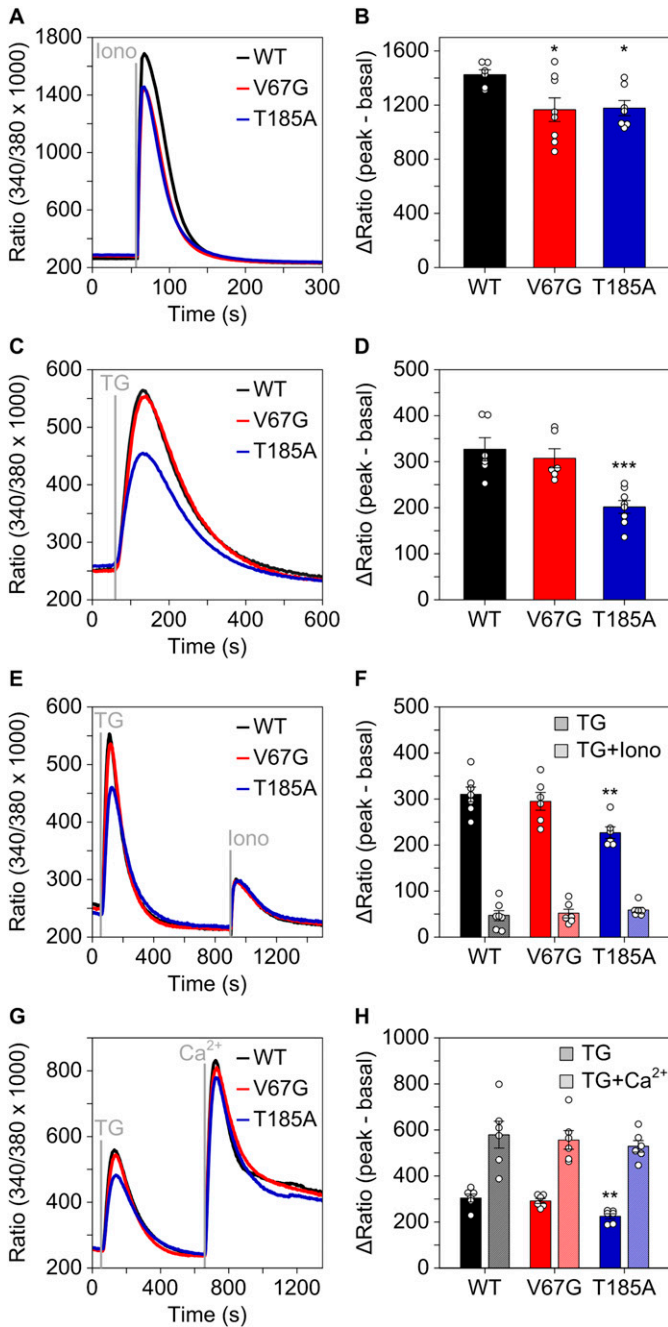 A
Ratio (340/380 x 1000)
1800
1400
1000
600
200
Iono
WT
V67G
T185A
0 100 200 300
Time (s)
B
ΔRatio (peak - basal)
1600
1200
800
400
0
* *
WT V67G T185A
C
Ratio (340/380 x 1000)
600
500
400
300
200
TG
WT
V67G
T185A
0 200 400 600
Time (s)
D
ΔRatio (peak - basal)
500
400
300
200
100
0
***
WT V67G T185A
E
Ratio (340/380 x 1000)
600
500
400
300
200
TG
WT
V67G
T185A
Iono
0 400 800 1200
Time (s)
F
ΔRatio (peak - basal)
500
400
300
200
100
0
TG
TG+Iono
**
WT V67G T185A
G
Ratio (340/380 x 1000)
800
600
400
200
TG
Ca²⁺
WT
V67G
T185A
0 400 800 1200
Time (s)
H
ΔRatio (peak - basal)
1000
800
600
400
200
0
TG
TG+Ca²⁺
**
WT V67G T185A